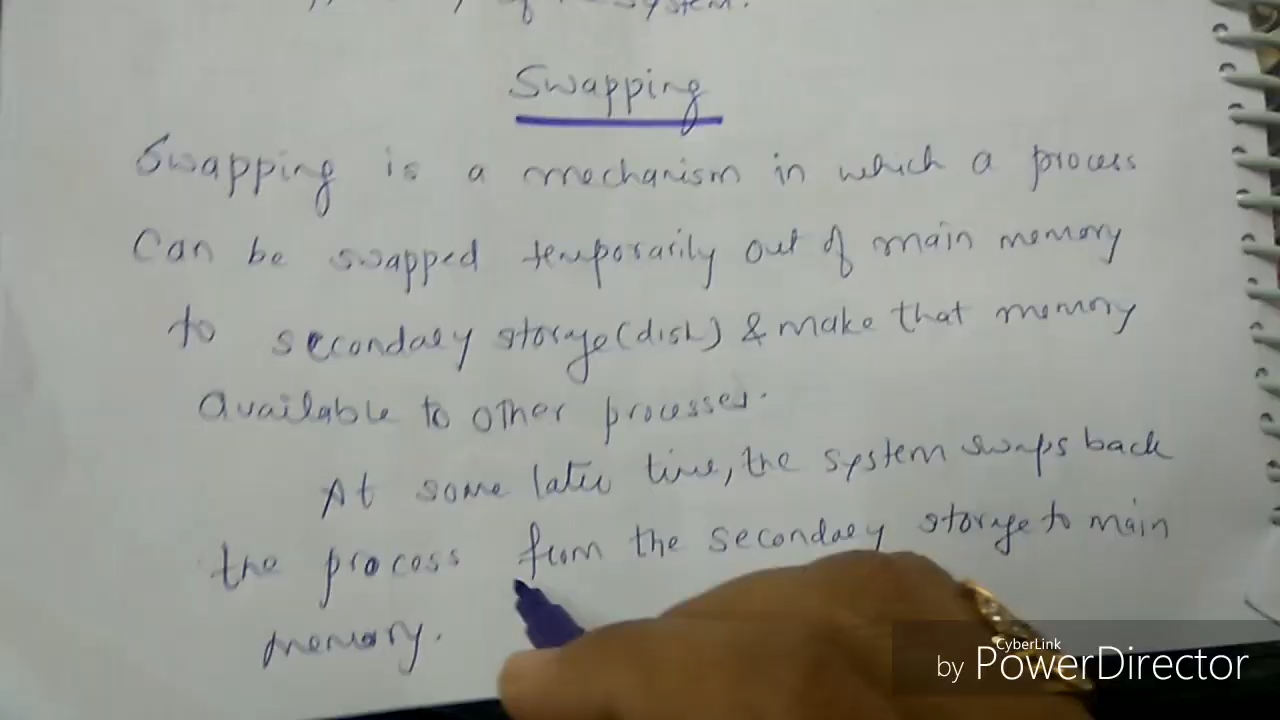 of system.
Swapping
Swapping is a mechanism in which a process
Can be swapped temporarily out of main memory
to secondary storage (disk) & make that memory
available to other processes.
At some later time, the system swaps back
the process from the secondary storage to main
memory.
CyberLink
by PowerDirector